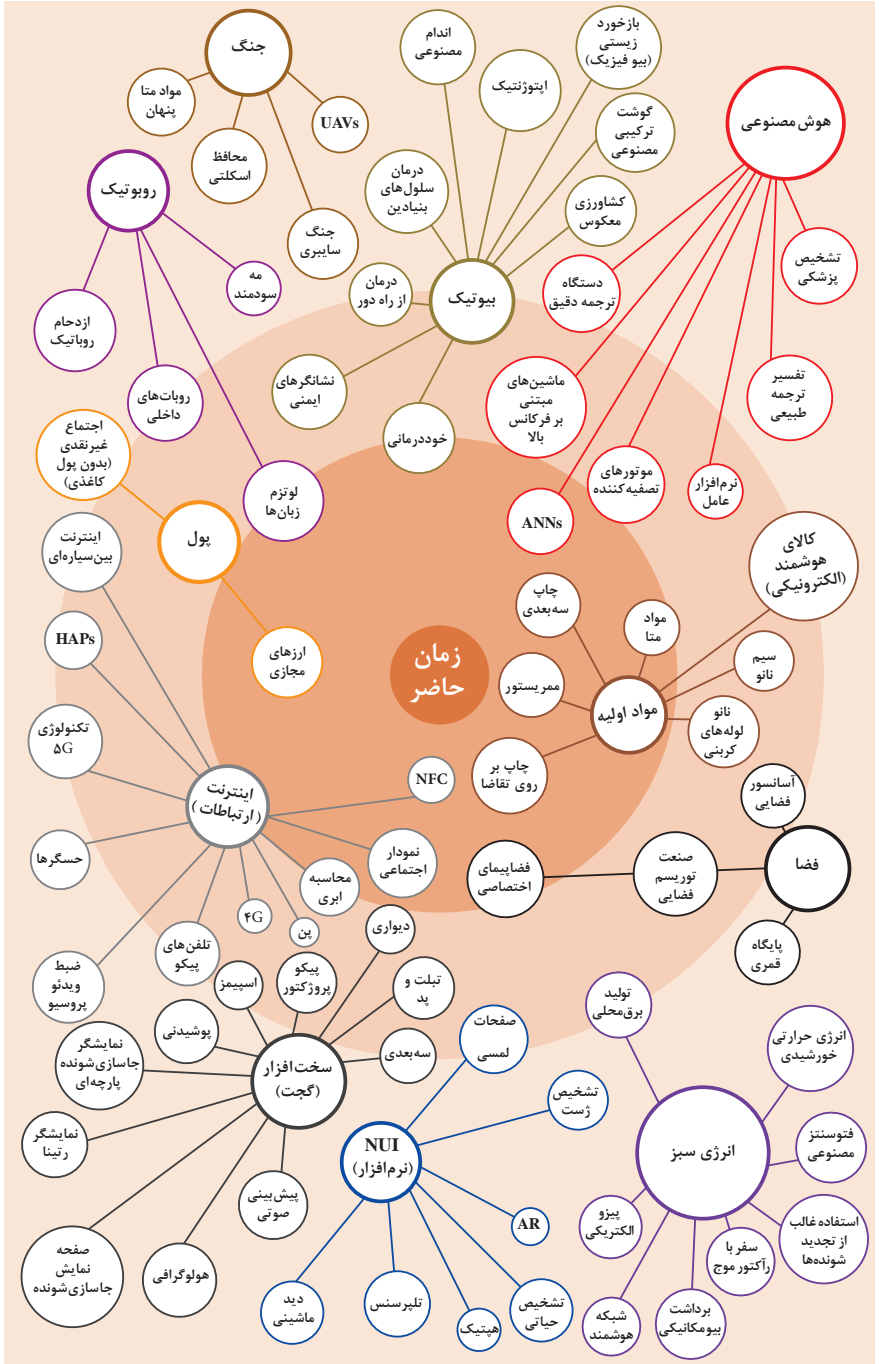 جنگ
مواد متا
پنهان
محافظ
اسکلتی
جنگ
سایبری
UAVs
روبوتیک
ازدحام
روباتیک
روبات‌های
داخلی
لوتزم
زبان‌ها
مه
سودمند
بیوتیک
اندام
مصنوعی
اپتوژنتیک
بازخورد
زیستی
(بیو فیزیک)
گوشت
ترکیبی
مصنوعی
کشاورزی
معکوس
درمان
سلول‌های
بنیادین
درمان
از راه دور
نشانگرهای
ایمنی
خوددرمانی
هوش مصنوعی
تشخیص
پزشکی
دستگاه
ترجمه دقیق
تفسیر
ترجمه
طبیعی
ماشین‌های
مبتنی
بر فرکانس
بالا
نرم‌افزار
عامل
موتورهای
تصفیه‌کننده
ANNs
پول
اجتماع
غیرنقدی
(بدون پول
کاغذی)
ارزهای
مجازی
زمان
حاضر
مواد اولیه
کالای
هوشمند
(الکترونیکی)
چاپ
سه‌بعدی
مواد
متا
سیم
نانو
ممریستور
نانو
لوله‌های
کربنی
چاپ بر
روی تقاضا
اینترنت
(ارتباطات)
اینترنت
بین‌سیاره‌ای
HAPs
تکنولوژی
۵G
حسگرها
ضبط
ویدئو
پروسیو
تلفن‌های
پیکو
۴G
پن
محاسبه
ابری
نمودار
اجتماعی
NFC
فضا
آسانسور
فضایی
صنعت
توریسم
فضایی
فضاپیمای
اختصاصی
پایگاه
قمری
سخت‌افزار
(گجت)
دیواری
پیکو
پروژکتور
اسپیمز
تبلت و
پد
سه‌بعدی
پوشیدنی
نمایشگر
جاسازی‌شونده
پارچه‌ای
نمایشگر
رتینا
صفحه
نمایش
جاسازی‌شونده
هولوگرافی
پیش‌بینی
صوتی
NUI
(نرم‌افزار)
صفحات
لمسی
تشخیص
ژست
AR
تشخیص
حیاتی
هپتیک
تلپرسنس
دید
ماشینی
انرژی سبز
تولید
برق‌محلی
انرژی حرارتی
خورشیدی
فتوسنتز
مصنوعی
استفاده غالب
از تجدید
شونده‌ها
سفر با
رآکتور موج
برداشت
بیومکانیکی
شبکه
هوشمند
پیزو
الکتریکی